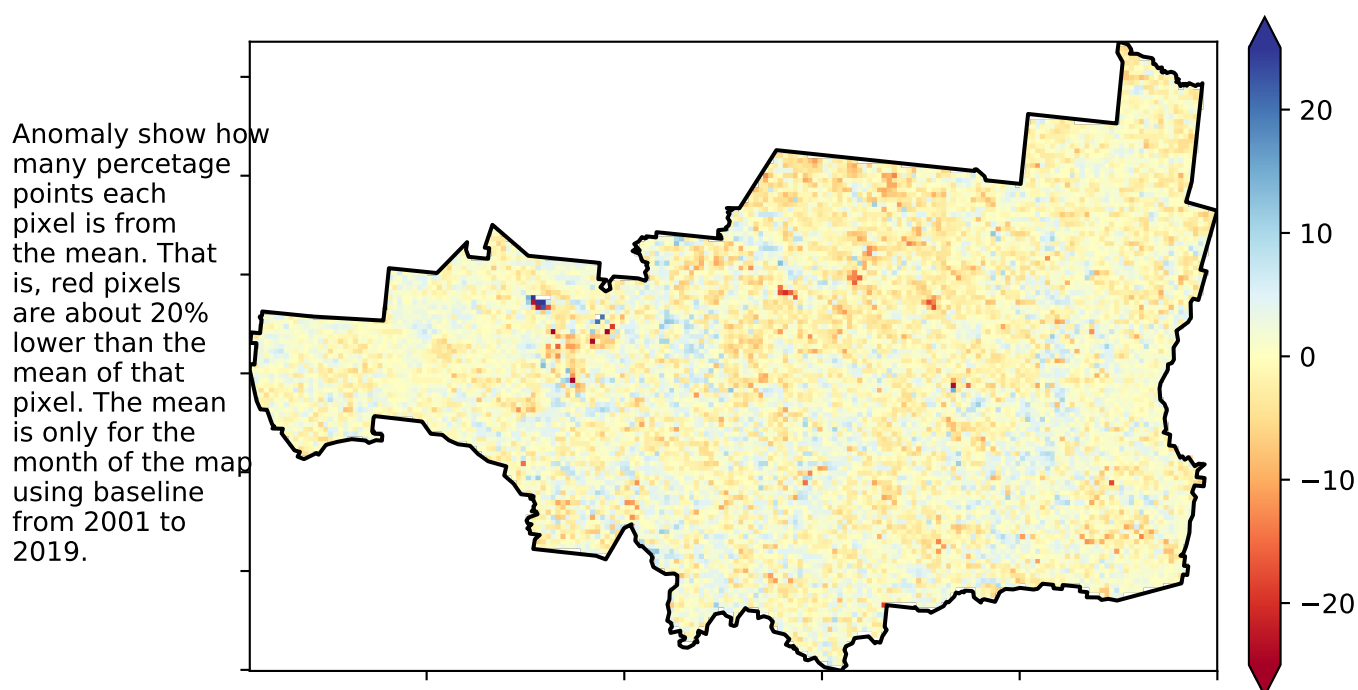 Anomaly show how
many percetage
points each
pixel is from
the mean. That
is, red pixels
are about 20%
lower than the
mean of that
pixel. The mean
is only for the
month of the map
using baseline
from 2001 to
2019.
20
10
0
−10
−20